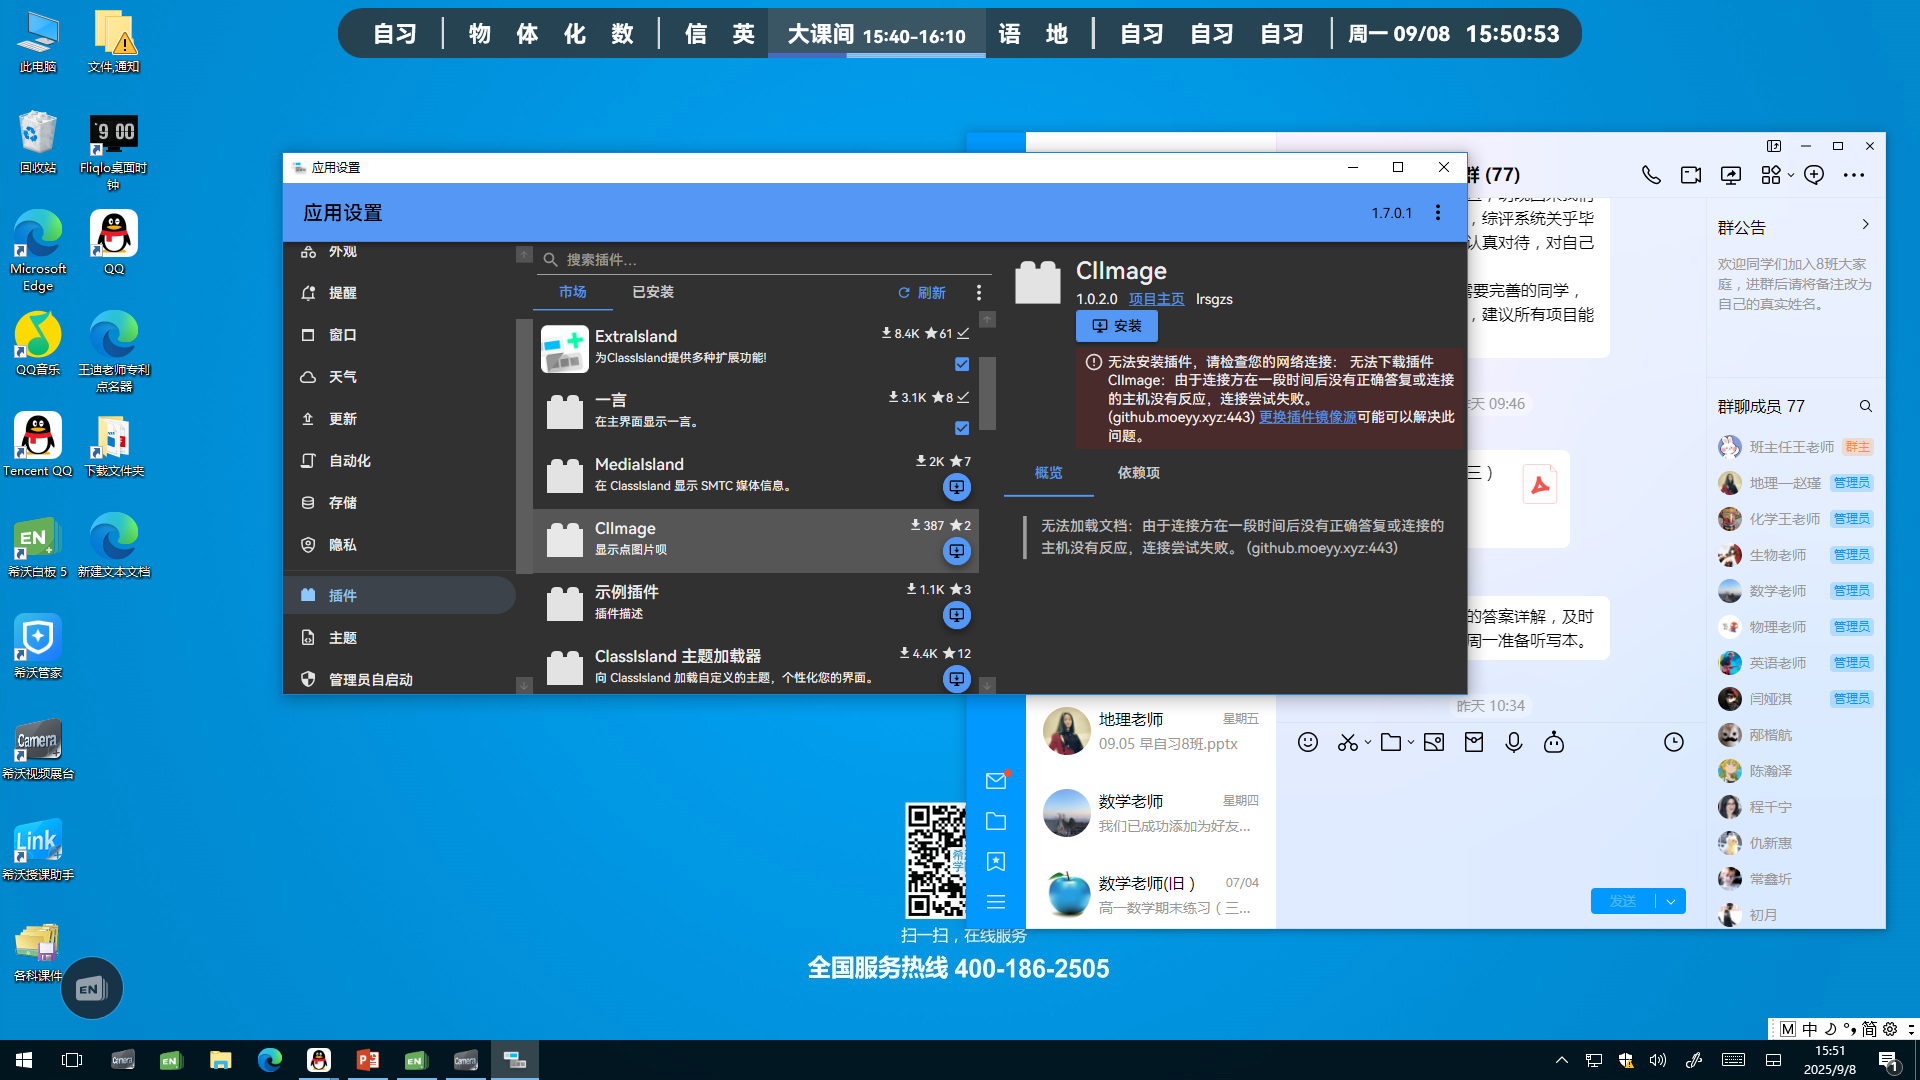 自习 | 物 体 化 数 | 信 英 大课间 15:40-16:10 语 地 | 自习 自习 自习 | 周一 09/08 15:50:53
此电脑
文件,通知
回收站
Fliqlo桌面时钟
Microsoft Edge
QQ
QQ音乐
王迪老师专利点名器
Tencent QQ
下载文件夹
希沃白板 5
新建文本文档
希沃管家
希沃视频展台
希沃授课助手
各科课件
应用设置
应用设置
1.7.0.1
外观
提醒
窗口
天气
更新
自动化
存储
隐私
插件
主题
管理员自启动
搜索插件...
市场
已安装
刷新
ExtraIsland
8.4K 61
为ClassIsland提供多种扩展功能!
一言
3.1K 8
在主界面显示一言。
MediaIsland
2K 7
在 ClassIsland 显示 SMTC 媒体信息。
CIImage
387 2
显示点图片呗
示例插件
1.1K 3
插件描述
ClassIsland 主题加载器
4.4K 12
向 ClassIsland 加载自定义的主题，个性化您的界面。
CIImage
1.0.2.0 项目主页 lrsgzs
安装
无法安装插件，请检查您的网络连接： 无法下载插件
CIImage：由于连接方在一段时间后没有正确答复或连接
的主机没有反应，连接尝试失败。
(github.moeyy.xyz:443) 更换插件镜像源可能可以解决此
问题。
概览
依赖项
无法加载文档：由于连接方在一段时间后没有正确答复或连接的
主机没有反应，连接尝试失败。 (github.moeyy.xyz:443)
群 (77)
，综评系统关乎毕
认真对待，对自己
需要完善的同学，
，建议所有项目能
昨天 09:46
三）
的答案详解，及时
周一准备听写本。
昨天 10:34
群公告
欢迎同学们加入8班大家
庭，进群后请将备注改为
自己的真实姓名。
群聊成员 77
班主任王老师 群主
地理—赵瑾 管理员
化学王老师 管理员
生物老师 管理员
数学老师 管理员
物理老师 管理员
英语老师 管理员
闫娅淇 管理员
邴楷航
陈瀚泽
程千宁
仇新惠
常鑫圻
初月
地理老师 星期五
09.05 早自习8班.pptx
数学老师 星期四
我们已成功添加为好友...
数学老师(旧 ) 07/04
高一数学期末练习（三...
发送
扫一扫，在线服务
全国服务热线 400-186-2505
EN
M 中 简
15:51
2025/9/8
1